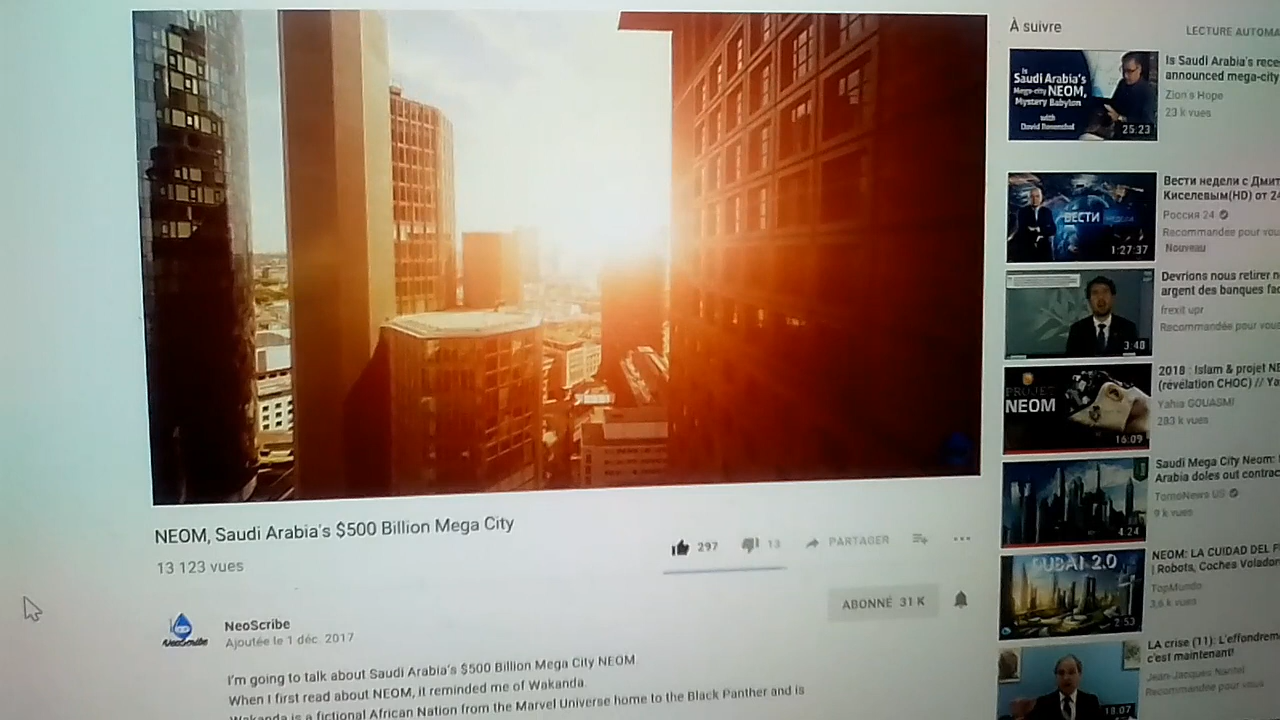 À suivre
LECTURE AUTOMA
Is
Saudi Arabia's
Mega-city NEOM,
Mystery Babylon
with
David Rosenthal
25:23
Is Saudi Arabia's rece
announced mega-city
Zion's Hope
23 k vues
ВЕСТИ
1:27:37
Вести недели с Дмит
Киселевым(HD) от 24
Россия 24
Recommandée pour vou
Nouveau
3:48
Devrions nous retirer n
argent des banques fac
frexit upr
Recommandée pour vous
PROJET
NEOM
16:09
2018 : Islam & projet NE
(révélation CHOC) // Ya
Yahia GOUASMI
283 k vues
4:24
Saudi Mega City Neom:
Arabia doles out contrac
TomoNews US
9 k vues
DUBAI 2.0
2:53
NEOM: LA CUIDAD DEL F
| Robots, Coches Volador
TopMundo
3,6 k vues
18:07
LA crise (11): L'effondrem
c'est maintenant!
Jean-Jacques
Recommandée pour vous
NEOM, Saudi Arabia's $500 Billion Mega City
13 123 vues
297
13
PARTAGER
ABONNÉ 31 K
NeoScribe
NeoScribe
Ajoutée le 1 déc. 2017
I'm going to talk about Saudi Arabia's $500 Billion Mega City NEOM.
When I first read about NEOM, it reminded me of Wakanda.
Wakanda is a fictional African Nation from the Marvel Universe home to the Black Panther and is